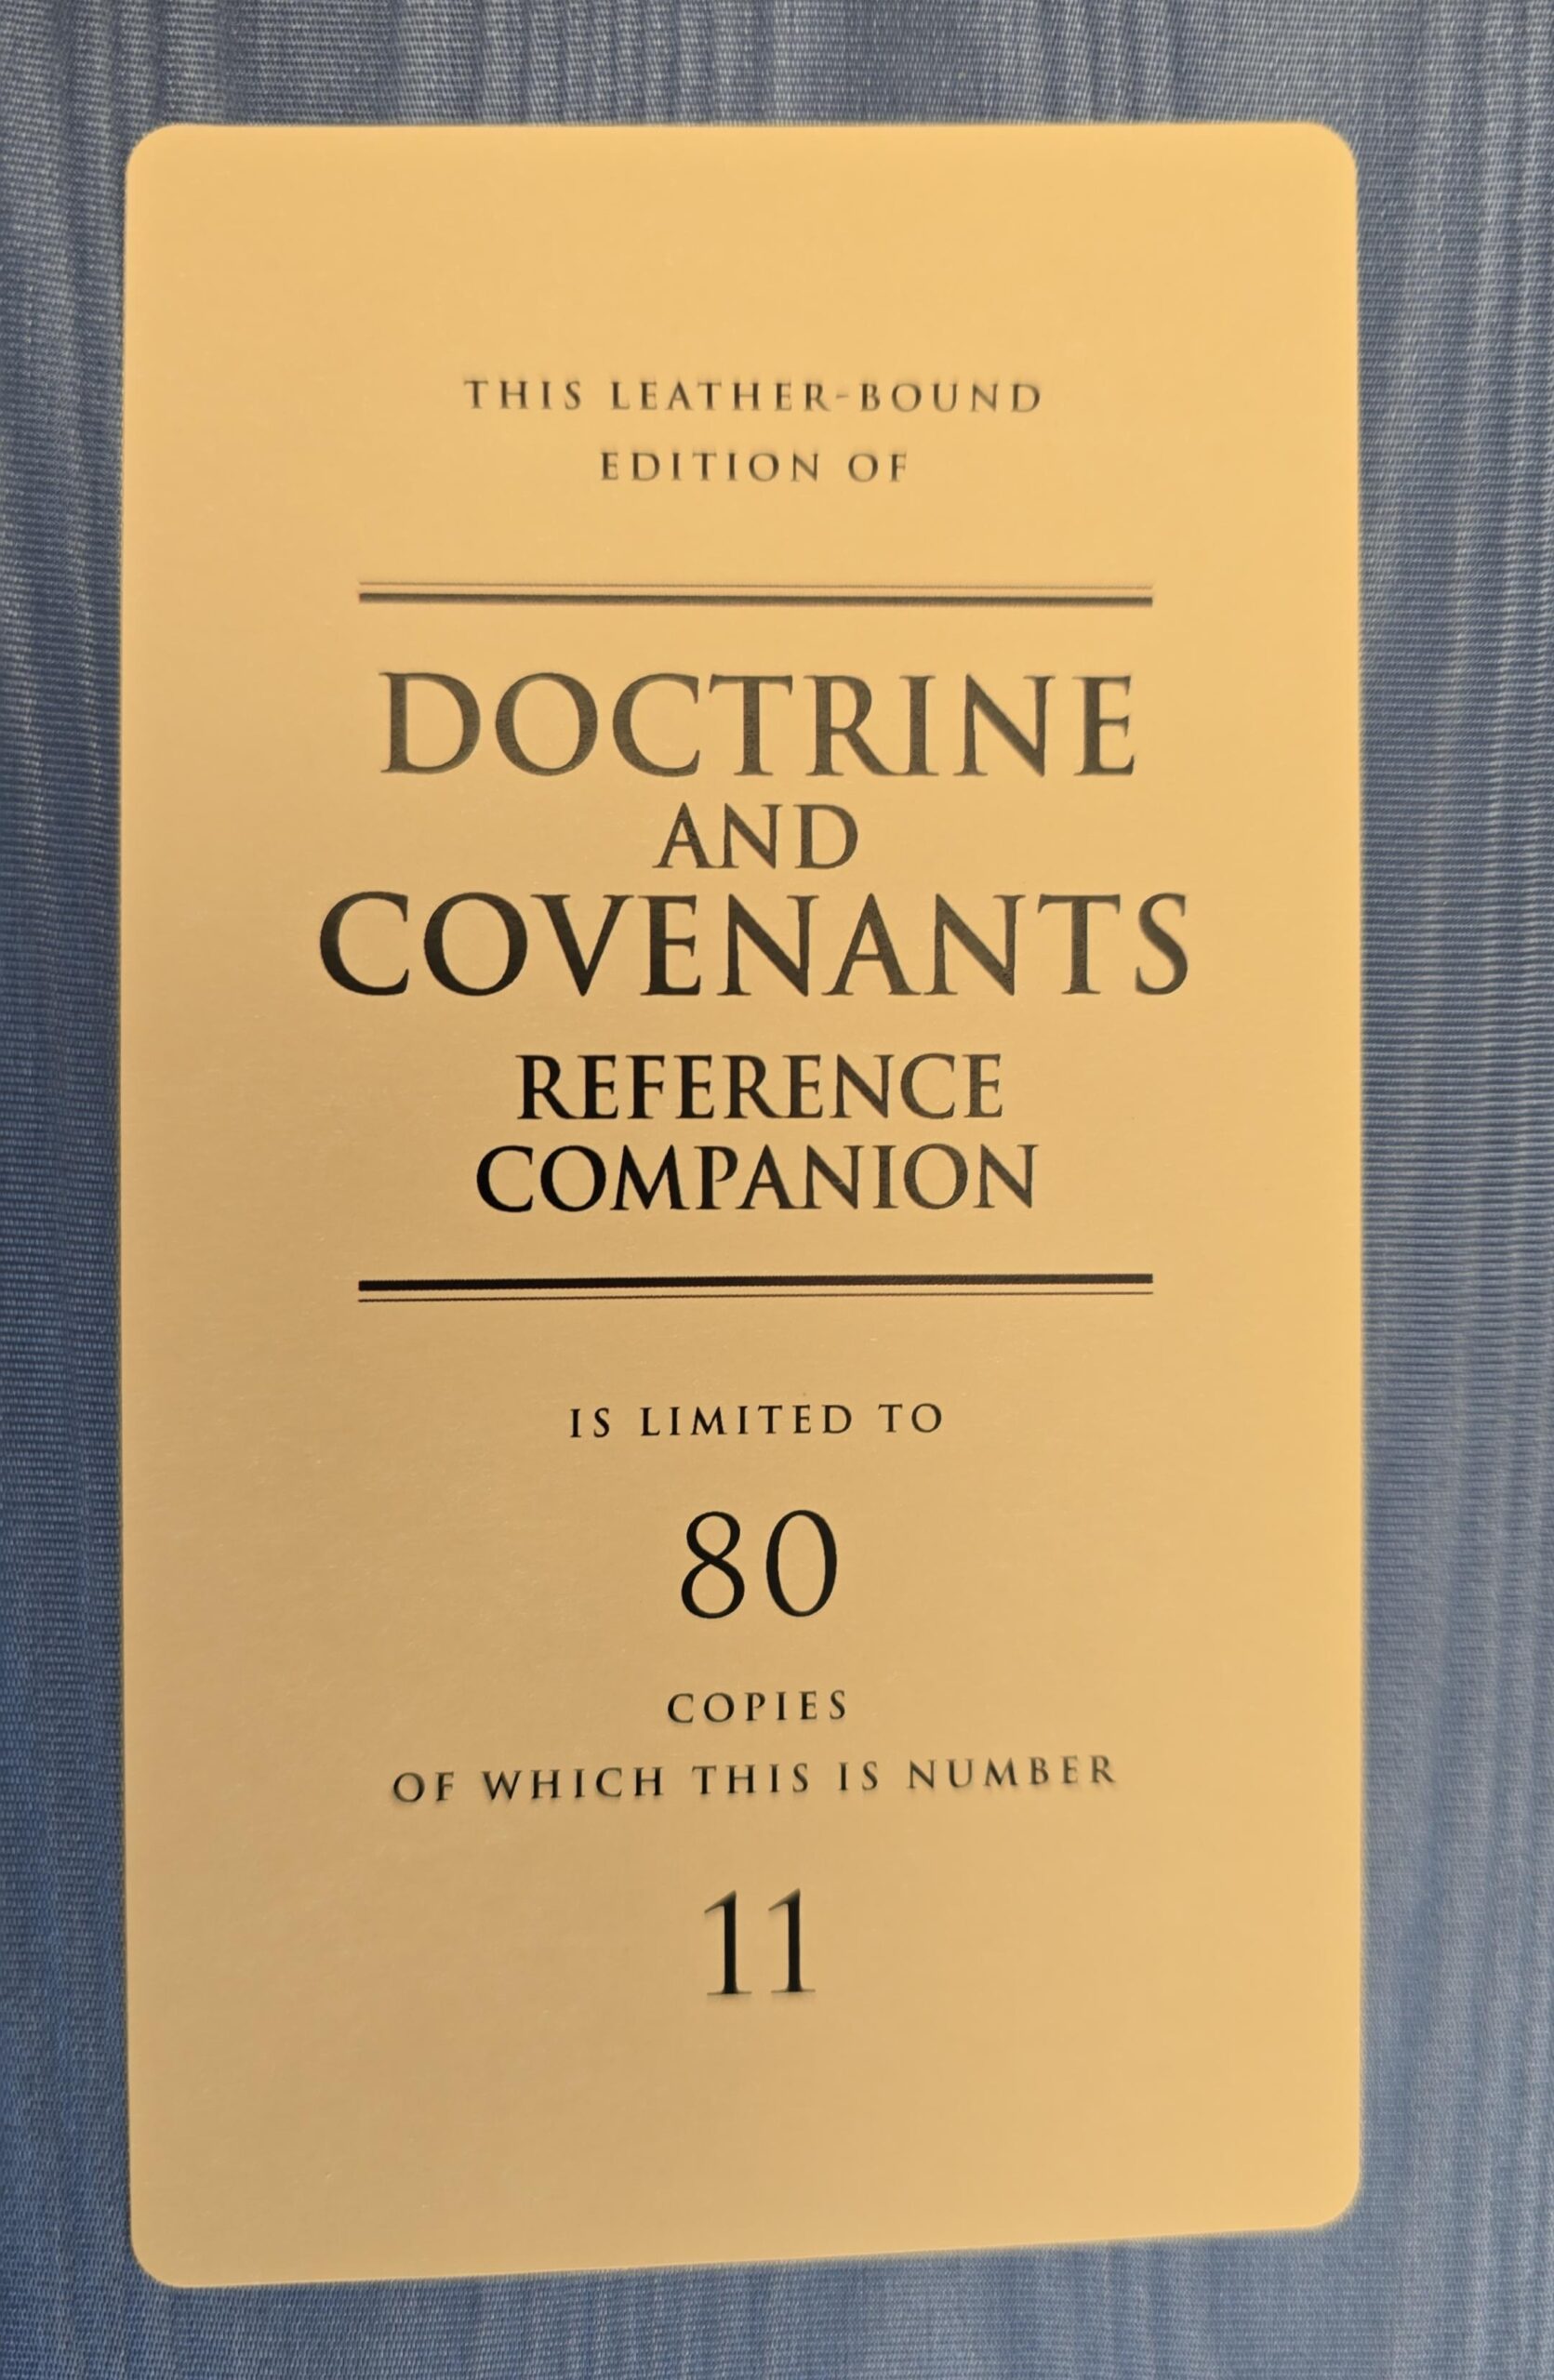 THIS LEATHER-BOUND
EDITION OF
DOCTRINE
AND
COVENANTS
REFERENCE
COMPANION
IS LIMITED TO
80
COPIES
OF WHICH THIS IS NUMBER
11